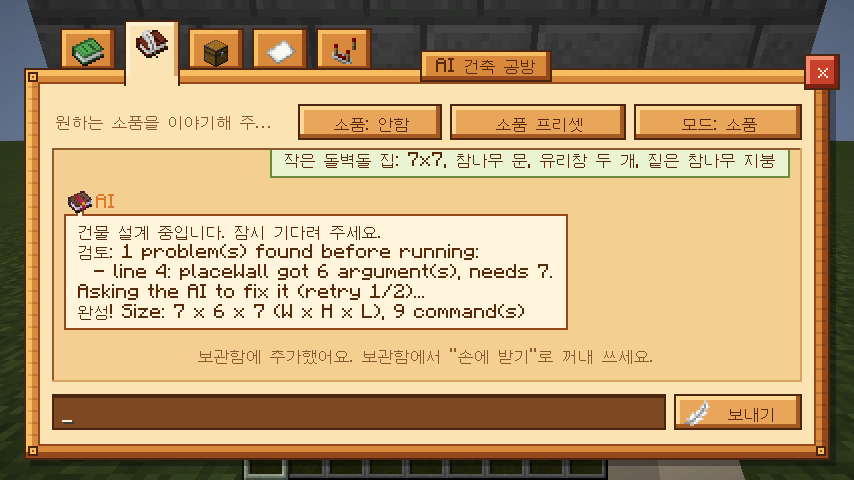 AI 건축 공방
x
원하는 소품을 이야기해 주...
소품: 안함
소품 프리셋
모드: 소품
작은 돌벽돌 집: 7x7, 참나무 문, 유리창 두 개, 짙은 참나무 지붕
AI
건물 설계 중입니다. 잠시 기다려 주세요.
검토: 1 problem(s) found before running:
- line 4: placeWall got 6 argument(s), needs 7.
Asking the AI to fix it (retry 1/2)...
완성! Size: 7 x 6 x 7 (W x H x L), 9 command(s)
보관함에 추가했어요. 보관함에서 "손에 받기"로 꺼내 쓰세요.
_
보내기